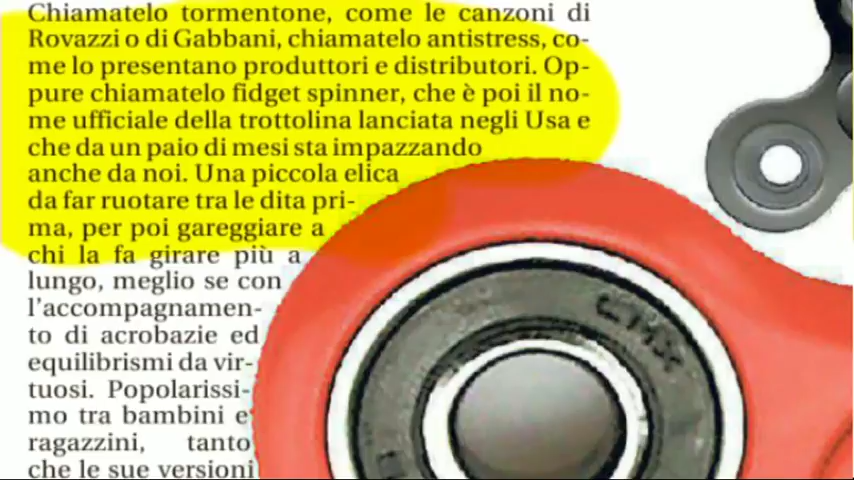 Chiamatelo tormentone, come le canzoni di
Rovazzi o di Gabbani, chiamatelo antistress, co-
me lo presentano produttori e distributori. Op-
pure chiamatelo fidget spinner, che è poi il no-
me ufficiale della trottolina lanciata negli Usa e
che da un paio di mesi sta impazzando
anche da noi. Una piccola elica
da far ruotare tra le dita pri-
ma, per poi gareggiare a
chi la fa girare più a
lungo, meglio se con
l'accompagnamen-
to di acrobazie ed
equilibrismi da vir-
tuosi. Popolarissi-
mo tra bambini e
ragazzini, tanto
che le sue versioni